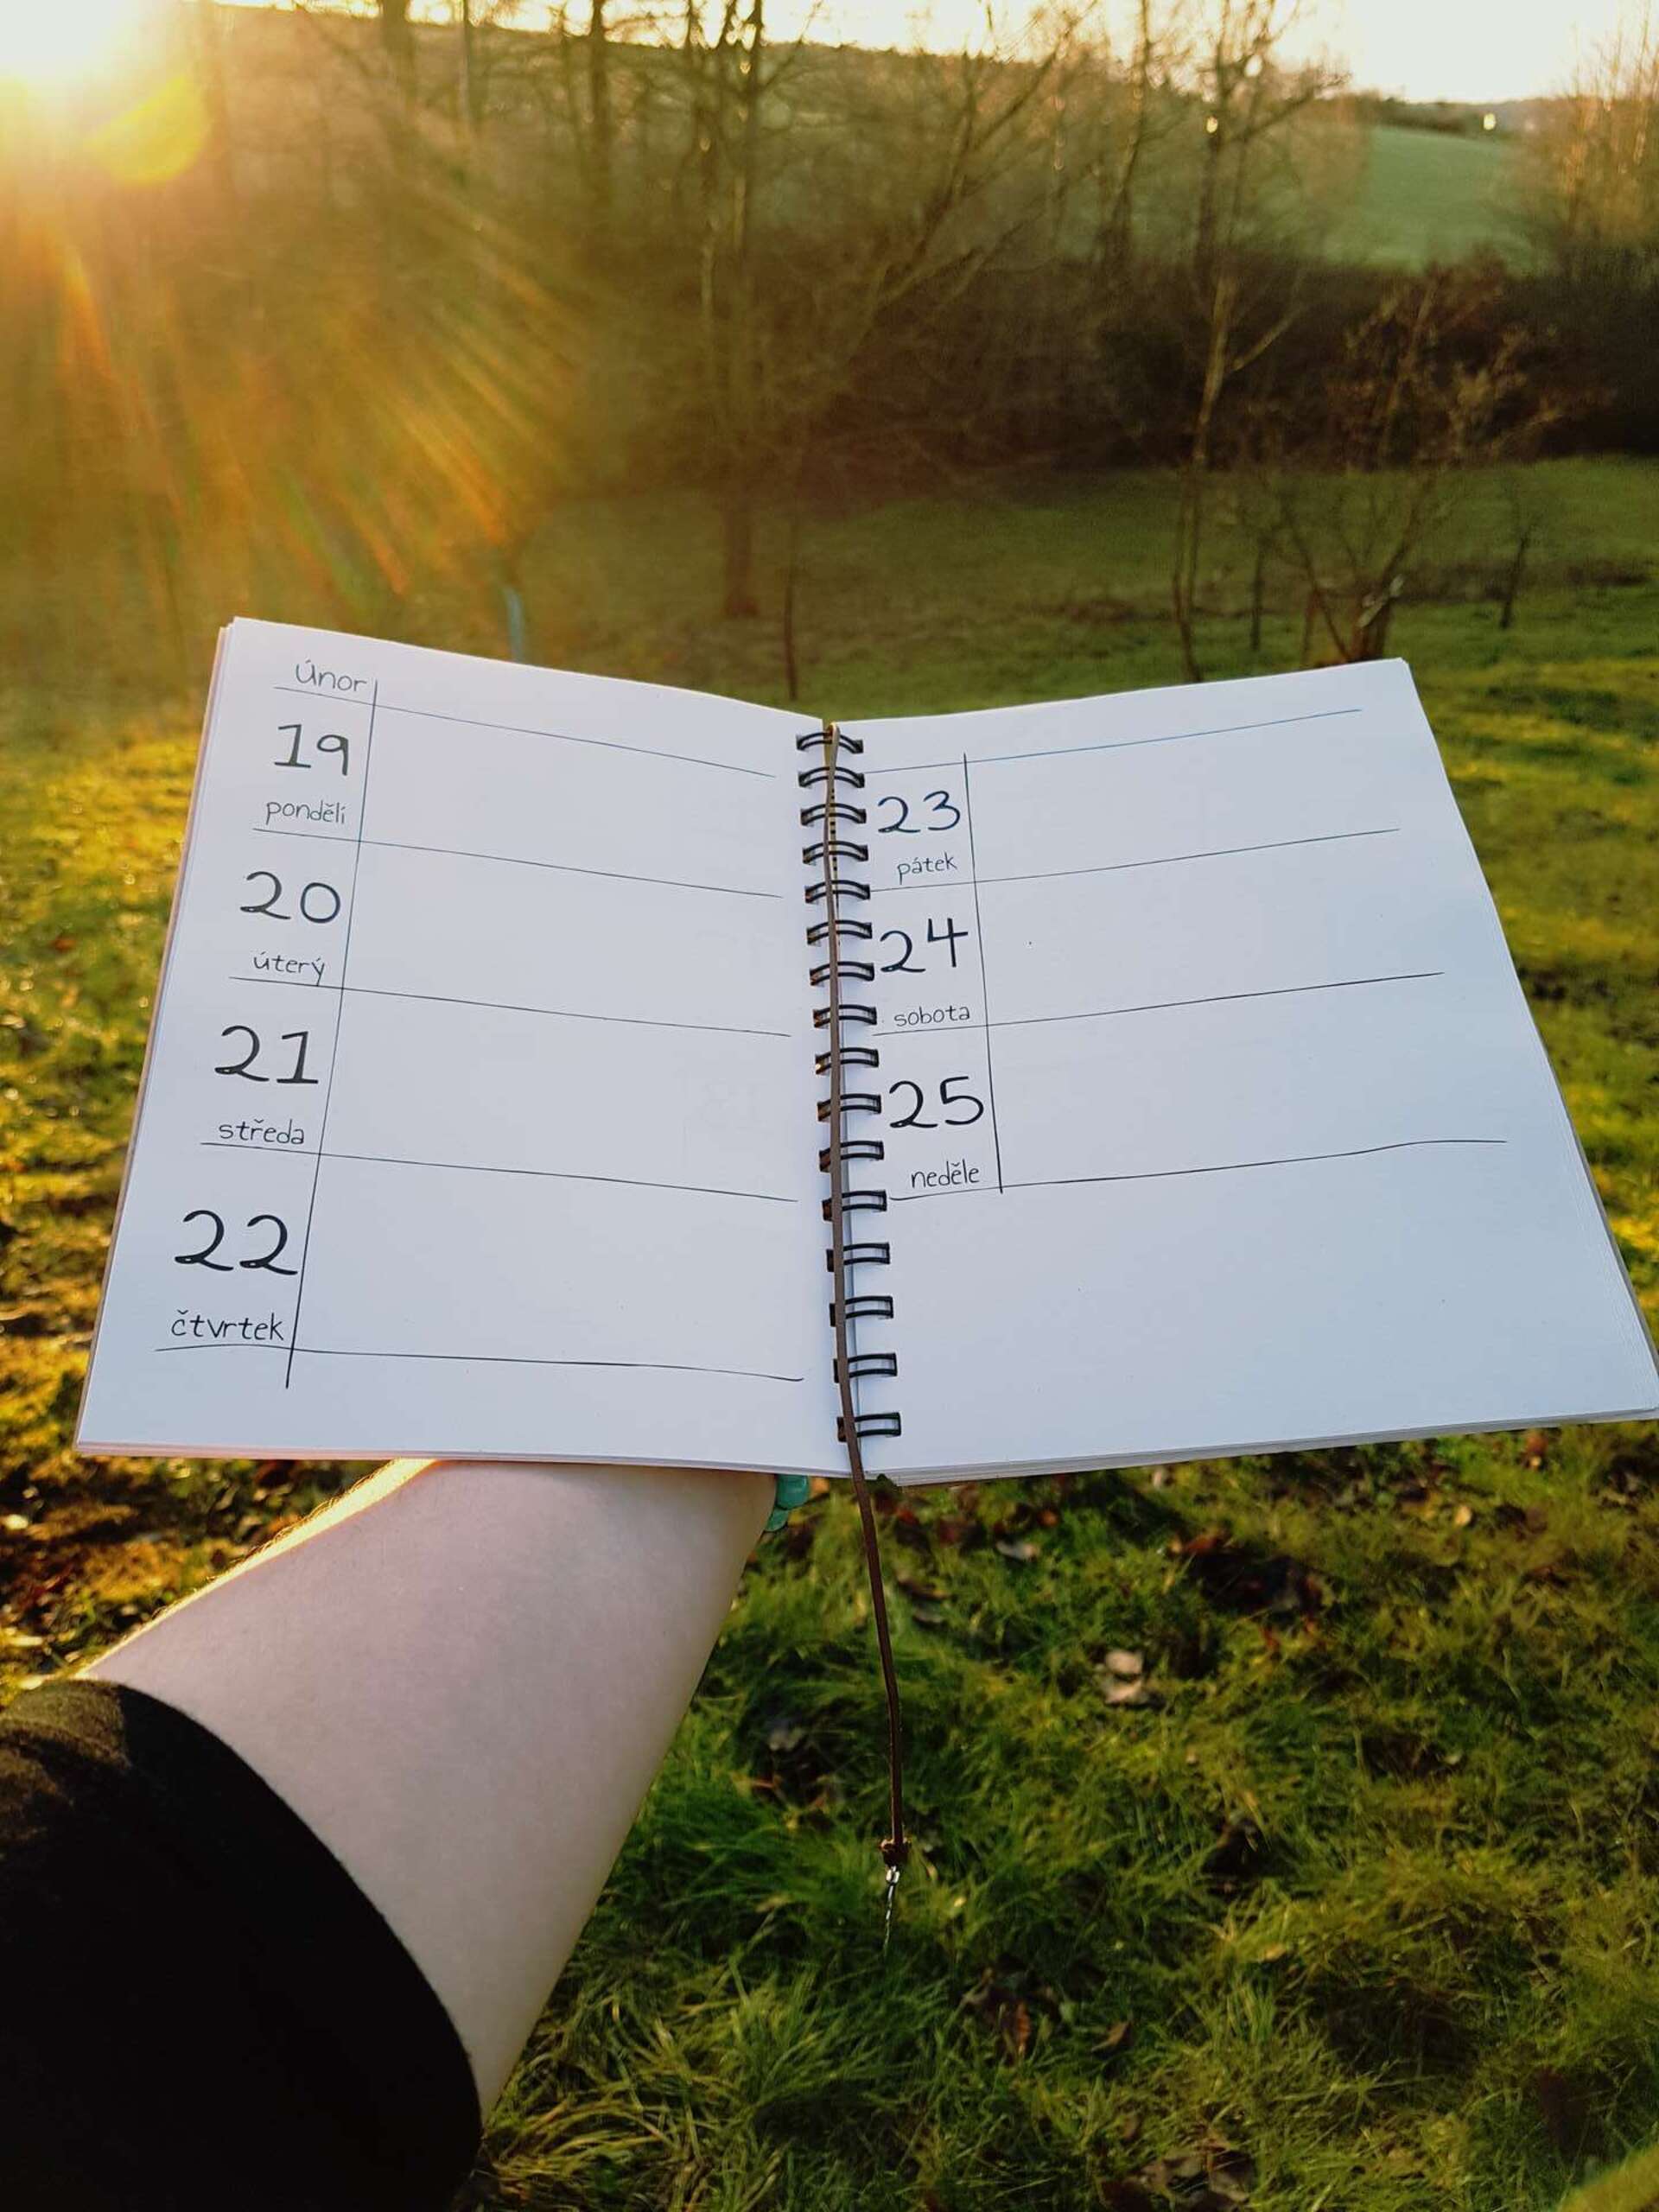 únor
19
pondělí
20
úterý
21
středa
22
čtvrtek
23
pátek
24
sobota
25
neděle